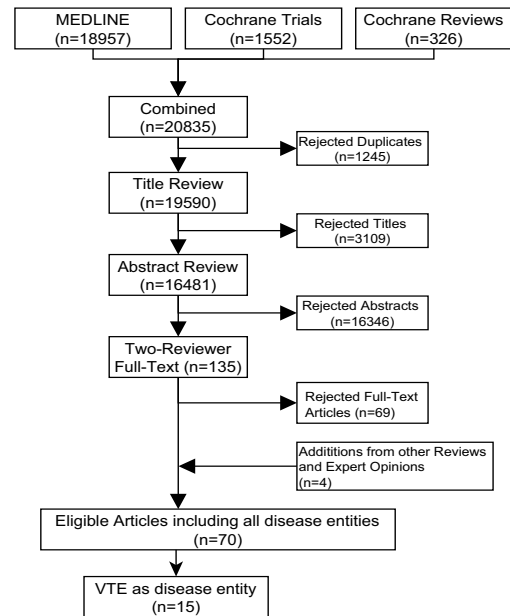 MEDLINE
(n=18957)
Cochrane Trials
(n=1552)
Cochrane Reviews
(n=326)
Combined
(n=20835)
Rejected Duplicates
(n=1245)
Title Review
(n=19590)
Rejected Titles
(n=3109)
Abstract Review
(n=16481)
Rejected Abstracts
(n=16346)
Two-Reviewer
Full-Text (n=135)
Rejected Full-Text
Articles (n=69)
Addititions from other Reviews
and Expert Opinions
(n=4)
Eligible Articles including all disease entities
(n=70)
VTE as disease entity
(n=15)